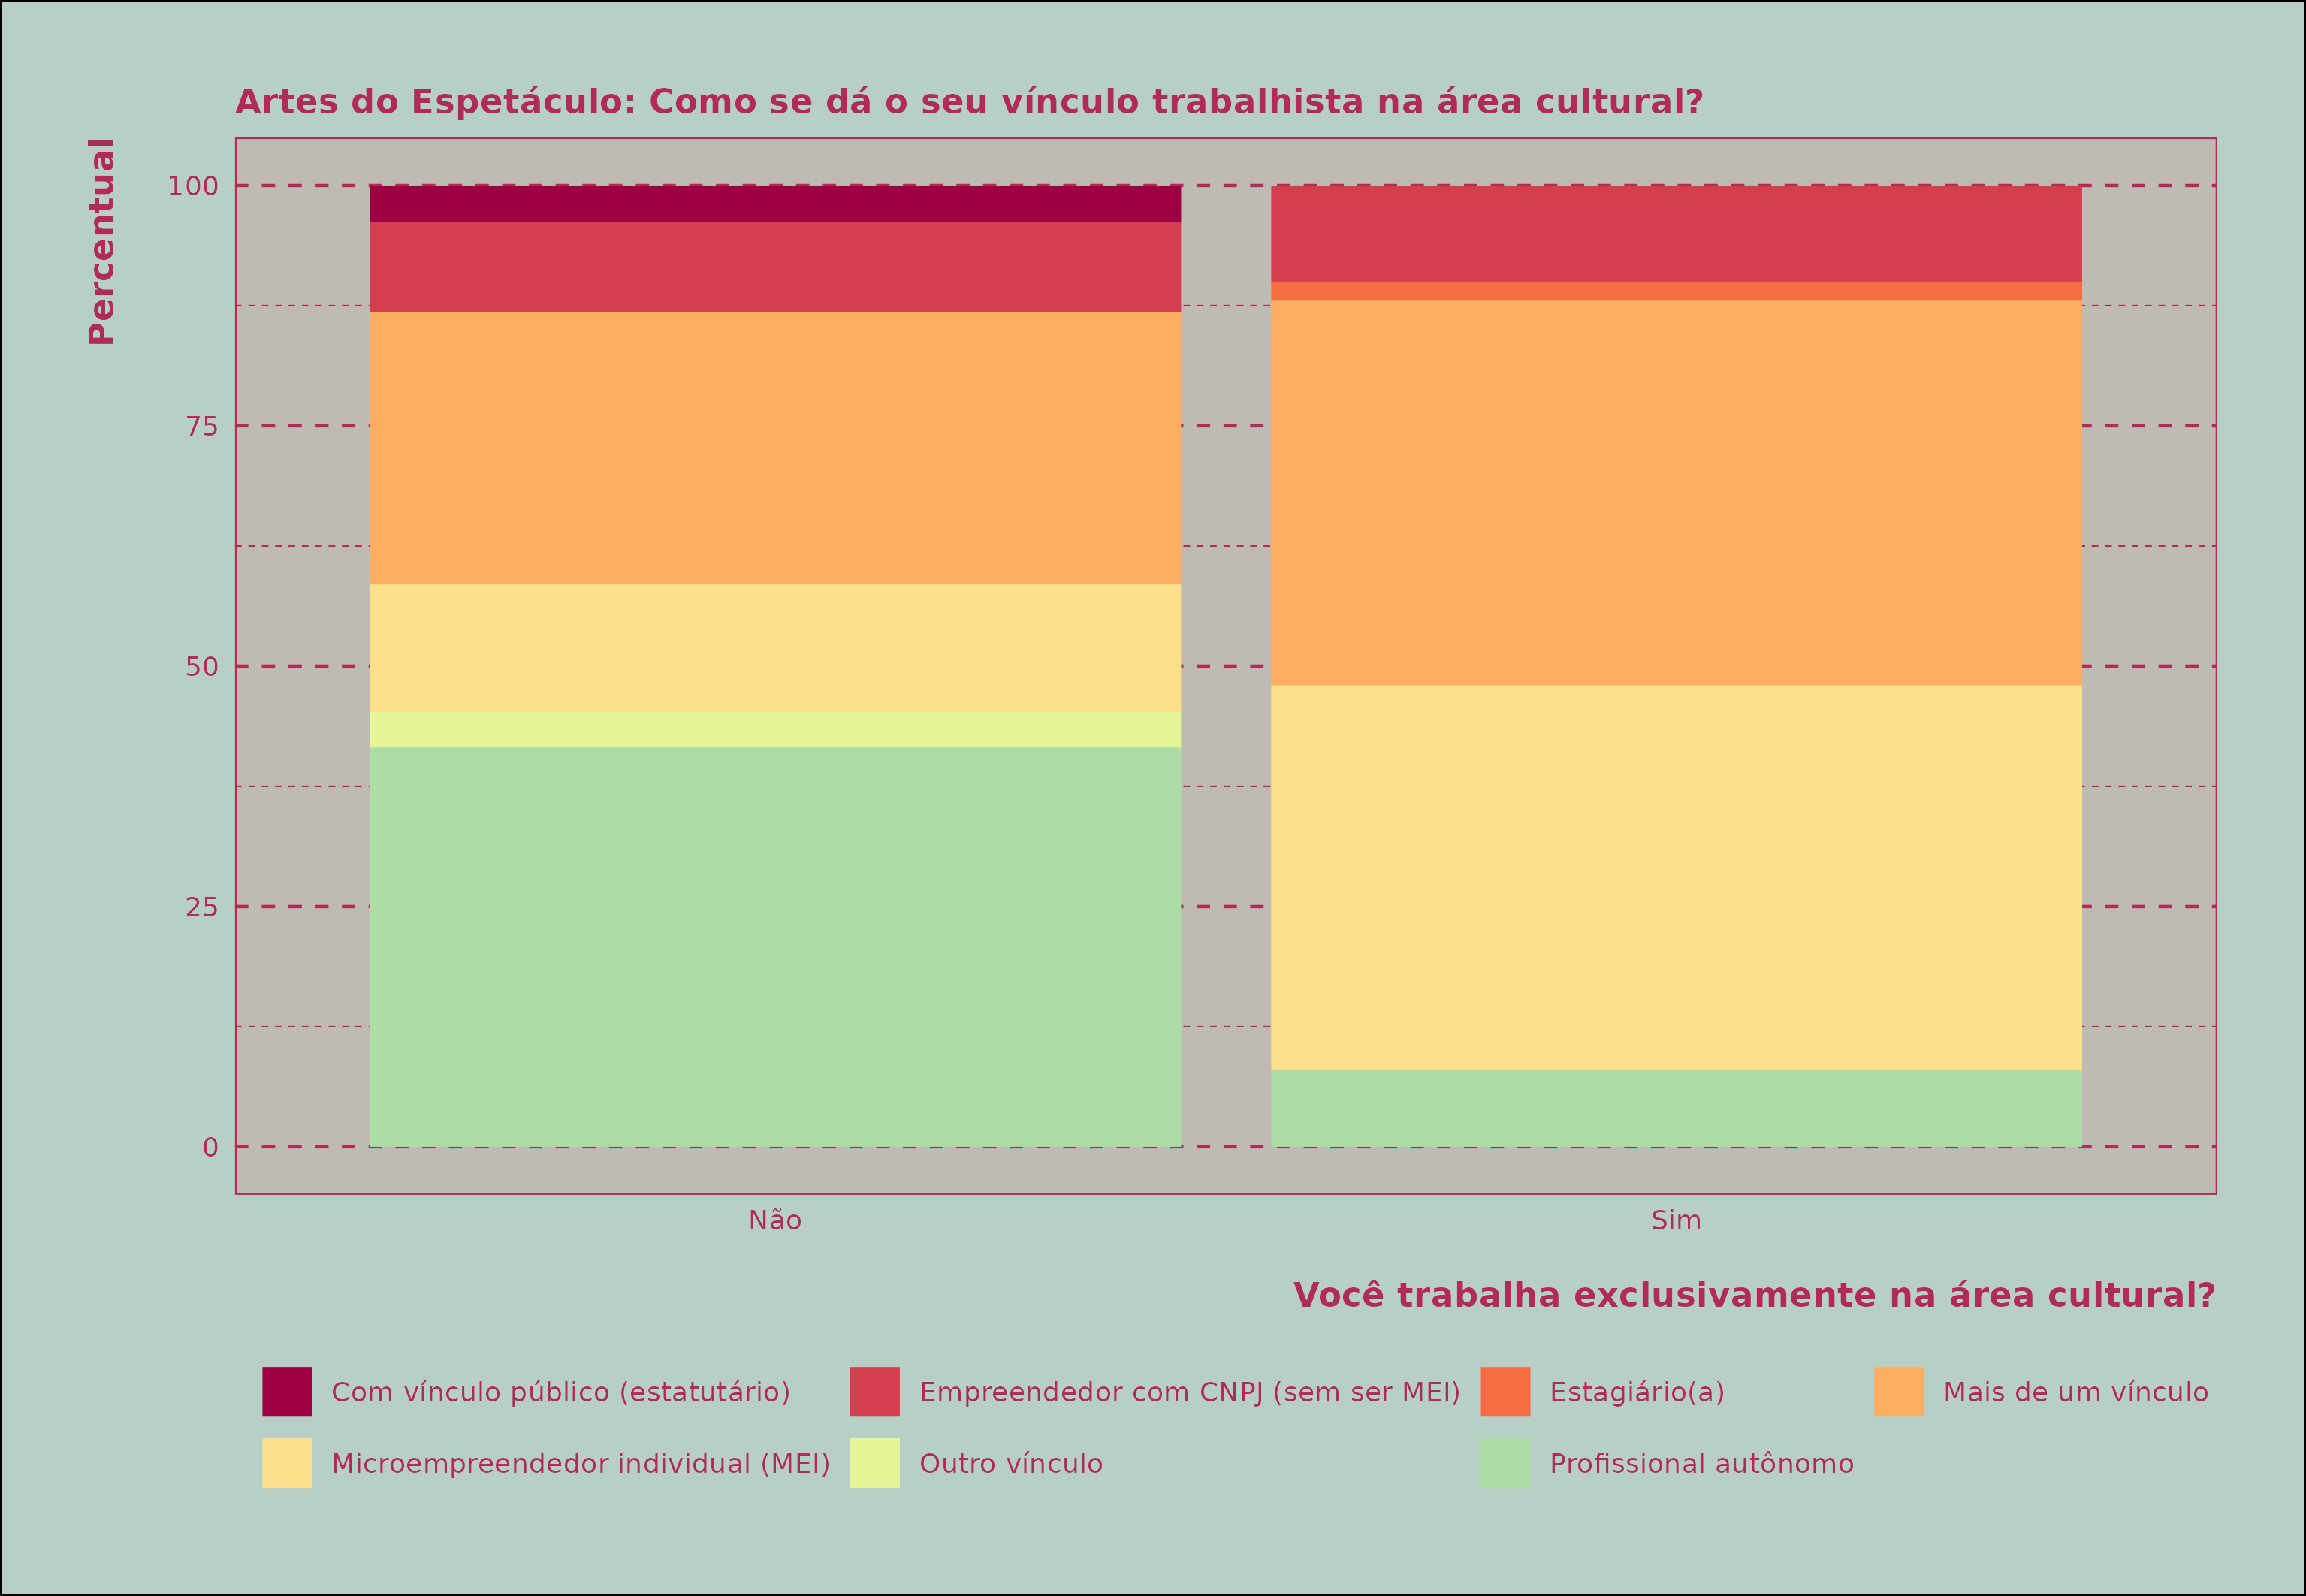 Artes do Espetáculo: Como se dá o seu vínculo trabalhista na área cultural?
Percentual
100
75
50
25
0
Não Sim
Você trabalha exclusivamente na área cultural?
Com vínculo público (estatutário) Empreendedor com CNPJ (sem ser MEI) Estagiário(a) Mais de um vínculo
Microempreendedor individual (MEI) Outro vínculo Profissional autônomo